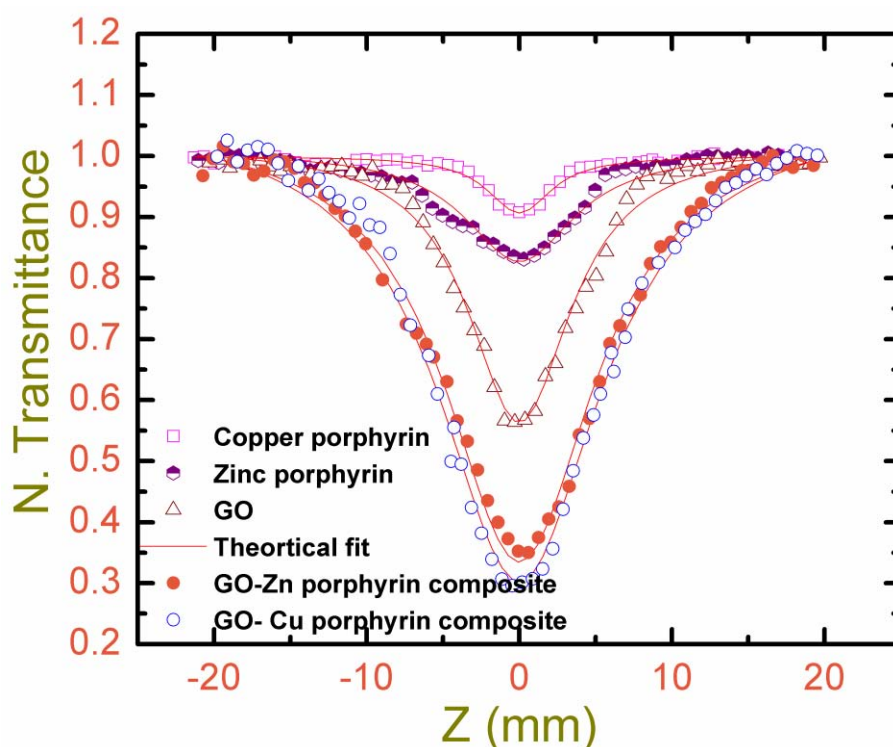 N. Transmittance
1.2
1.1
1.0
0.9
0.8
0.7
0.6
0.5
0.4
0.3
0.2
Copper porphyrin
Zinc porphyrin
GO
Theortical fit
GO-Zn porphyrin composite
GO- Cu porphyrin composite
-20 -10 0 10 20
Z (mm)